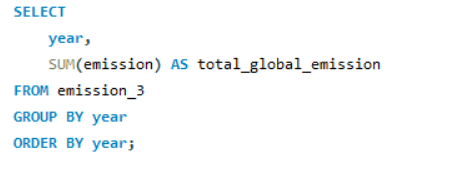 SELECT
    year,
    SUM(emission) AS total_global_emission
FROM emission_3
GROUP BY year
ORDER BY year;